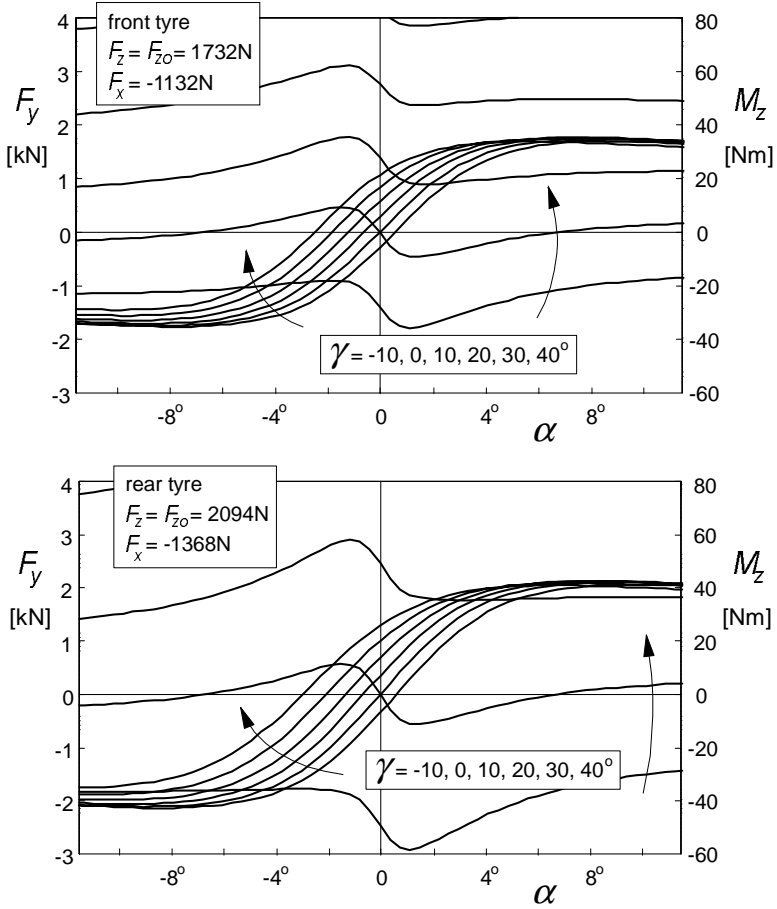 front tyre
F_z = F_zo = 1732N
F_x = -1132N
F_y
[kN]
4
3
2
1
0
-1
-2
-3
M_z
[Nm]
80
60
40
20
0
-20
-40
-60
γ = -10, 0, 10, 20, 30, 40°
-8° -4° 0 4° 8°
α
rear tyre
F_z = F_zo = 2094N
F_x = -1368N
F_y
[kN]
4
3
2
1
0
-1
-2
-3
M_z
[Nm]
80
60
40
20
0
-20
-40
-60
γ = -10, 0, 10, 20, 30, 40°
-8° -4° 0 4° 8°
α